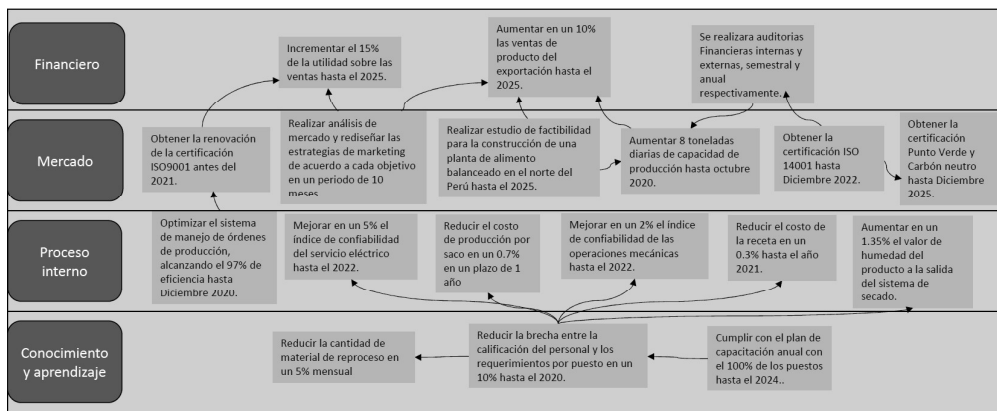 Financiero
Incrementar el 15%
de la utilidad sobre las
ventas hasta el 2025.
Aumentar en un 10%
las ventas de
producto del
exportación hasta el
2025.
Se realizara auditorias
Financieras internas y
externas, semestral y
anual
respectivamente.
Mercado
Obtener la renovación
de la certificación
ISO9001 antes del
2021.
Realizar análisis de
mercado y rediseñar las
estrategias de marketing
de acuerdo a cada objetivo
en un periodo de 10
meses
Realizar estudio de factibilidad
para la construcción de una
planta de alimento
balanceado en el norte del
Perú hasta el 2025.
Aumentar 8 toneladas
diarias de capacidad de
producción hasta octubre
2020.
Obtener la
certificación ISO
14001 hasta
Diciembre 2022.
Obtener la
certificación
Punto Verde y
Carbón neutro
hasta Diciembre
2025.
Proceso
interno
Optimizar el sistema
de manejo de órdenes
de producción,
alcanzando el 97% de
eficiencia hasta
Diciembre 2020.
Mejorar en un 5% el
índice de confiabilidad
del servicio eléctrico
hasta el 2022.
Reducir el costo
de producción por
saco en un 0.7%
en un plazo de 1
año
Mejorar en un 2% el índice
de confiabilidad de las
operaciones mecánicas
hasta el 2022.
Reducir el costo de
la receta en un
0.3% hasta el año
2021.
Aumentar en un
1.35% el valor de
humedad del
producto a la salida
del sistema de
secado.
Conocimiento
y aprendizaje
Reducir la cantidad de
material de reproceso en
un 5% mensual
Reducir la brecha entre la
calificación del personal y los
requerimientos por puesto en un
10% hasta el 2020.
Cumplir con el plan de
capacitación anual con
el 100% de los puestos
hasta el 2024..